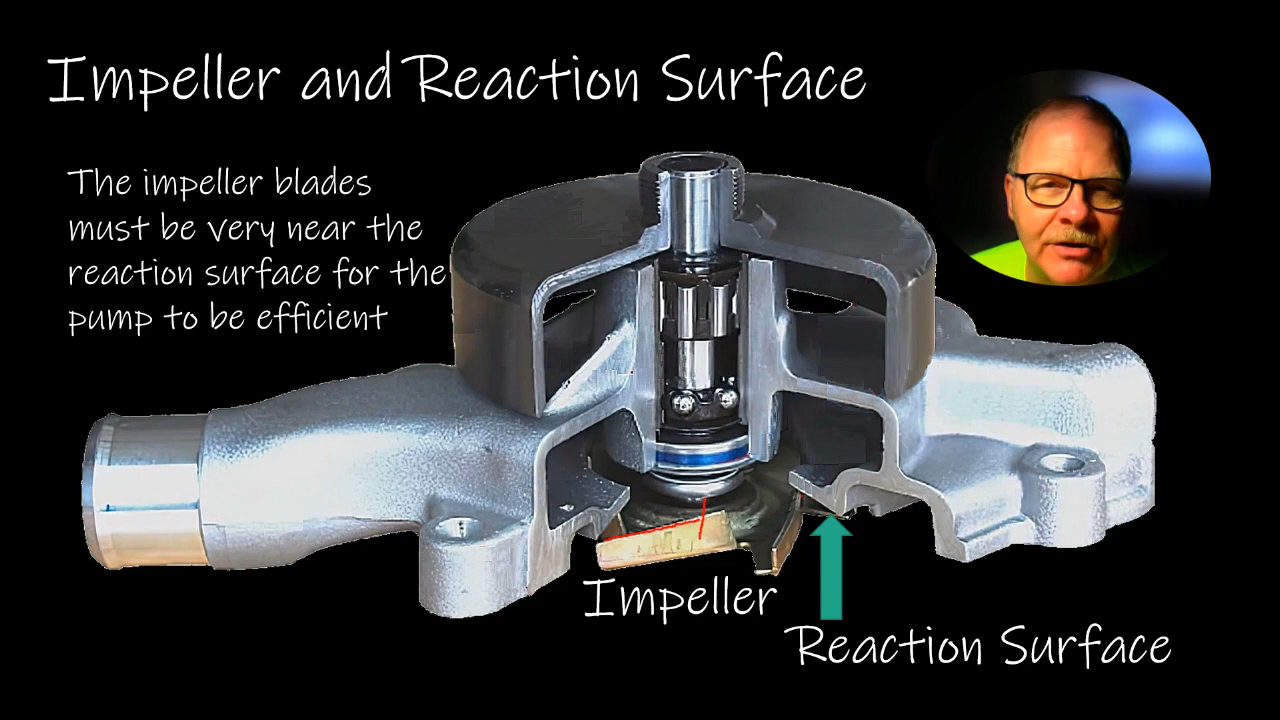 Impeller and Reaction Surface
The impeller blades
must be very near the
reaction surface for the
pump to be efficient
Impeller
Reaction Surface